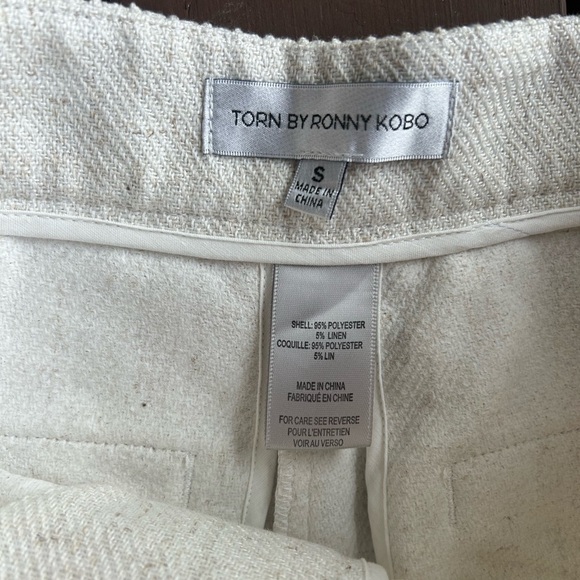 TORN BY RONNY KOBO
S
MADE IN
CHINA
SHELL: 95% POLYESTER
5% LINEN
COQUILLE: 95% POLYESTER
5% LIN
MADE IN CHINA
FABRIQUÉ EN CHINE
FOR CARE SEE REVERSE
POUR L'ENTRETIEN
VOIR AU VERSO